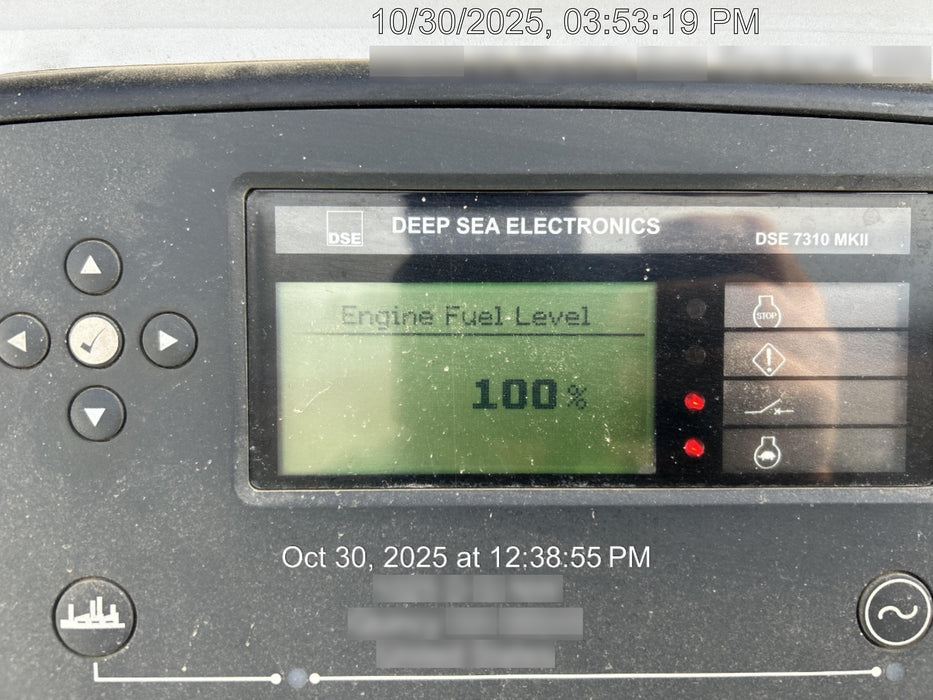 10/30/2025, 03:53:19 PM
DSE
DEEP SEA ELECTRONICS
DSE 7310 MKII
Engine Fuel Level
STOP
100 %
Oct 30, 2025 at 12:38:55 PM